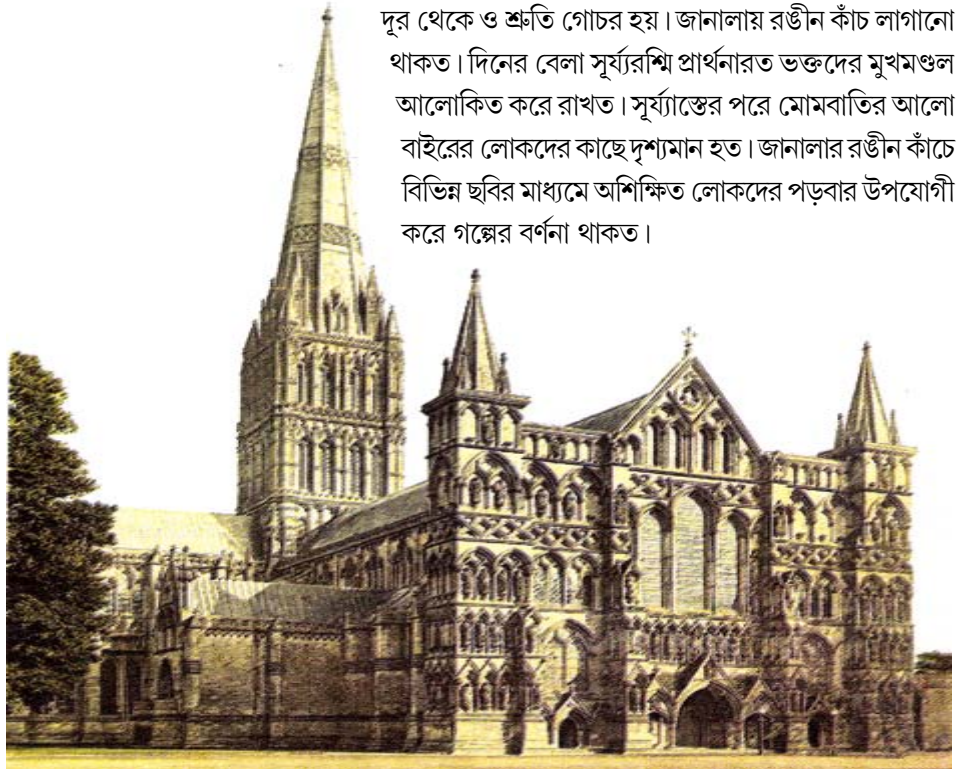 দূর থেকে ও শ্রুতি গোচর হয়। জানালায় রঙীন কাঁচ লাগানো
থাকত। দিনের বেলা সূর্য্যরশ্মি প্রার্থনারত ভক্তদের মুখমণ্ডল
আলোকিত করে রাখত। সূর্য্যাস্তের পরে মোমবাতির আলো
বাইরের লোকদের কাছে দৃশ্যমান হত। জানালার রঙীন কাঁচে
বিভিন্ন ছবির মাধ্যমে অশিক্ষিত লোকদের পড়বার উপযোগী
করে গল্পের বর্ণনা থাকত।